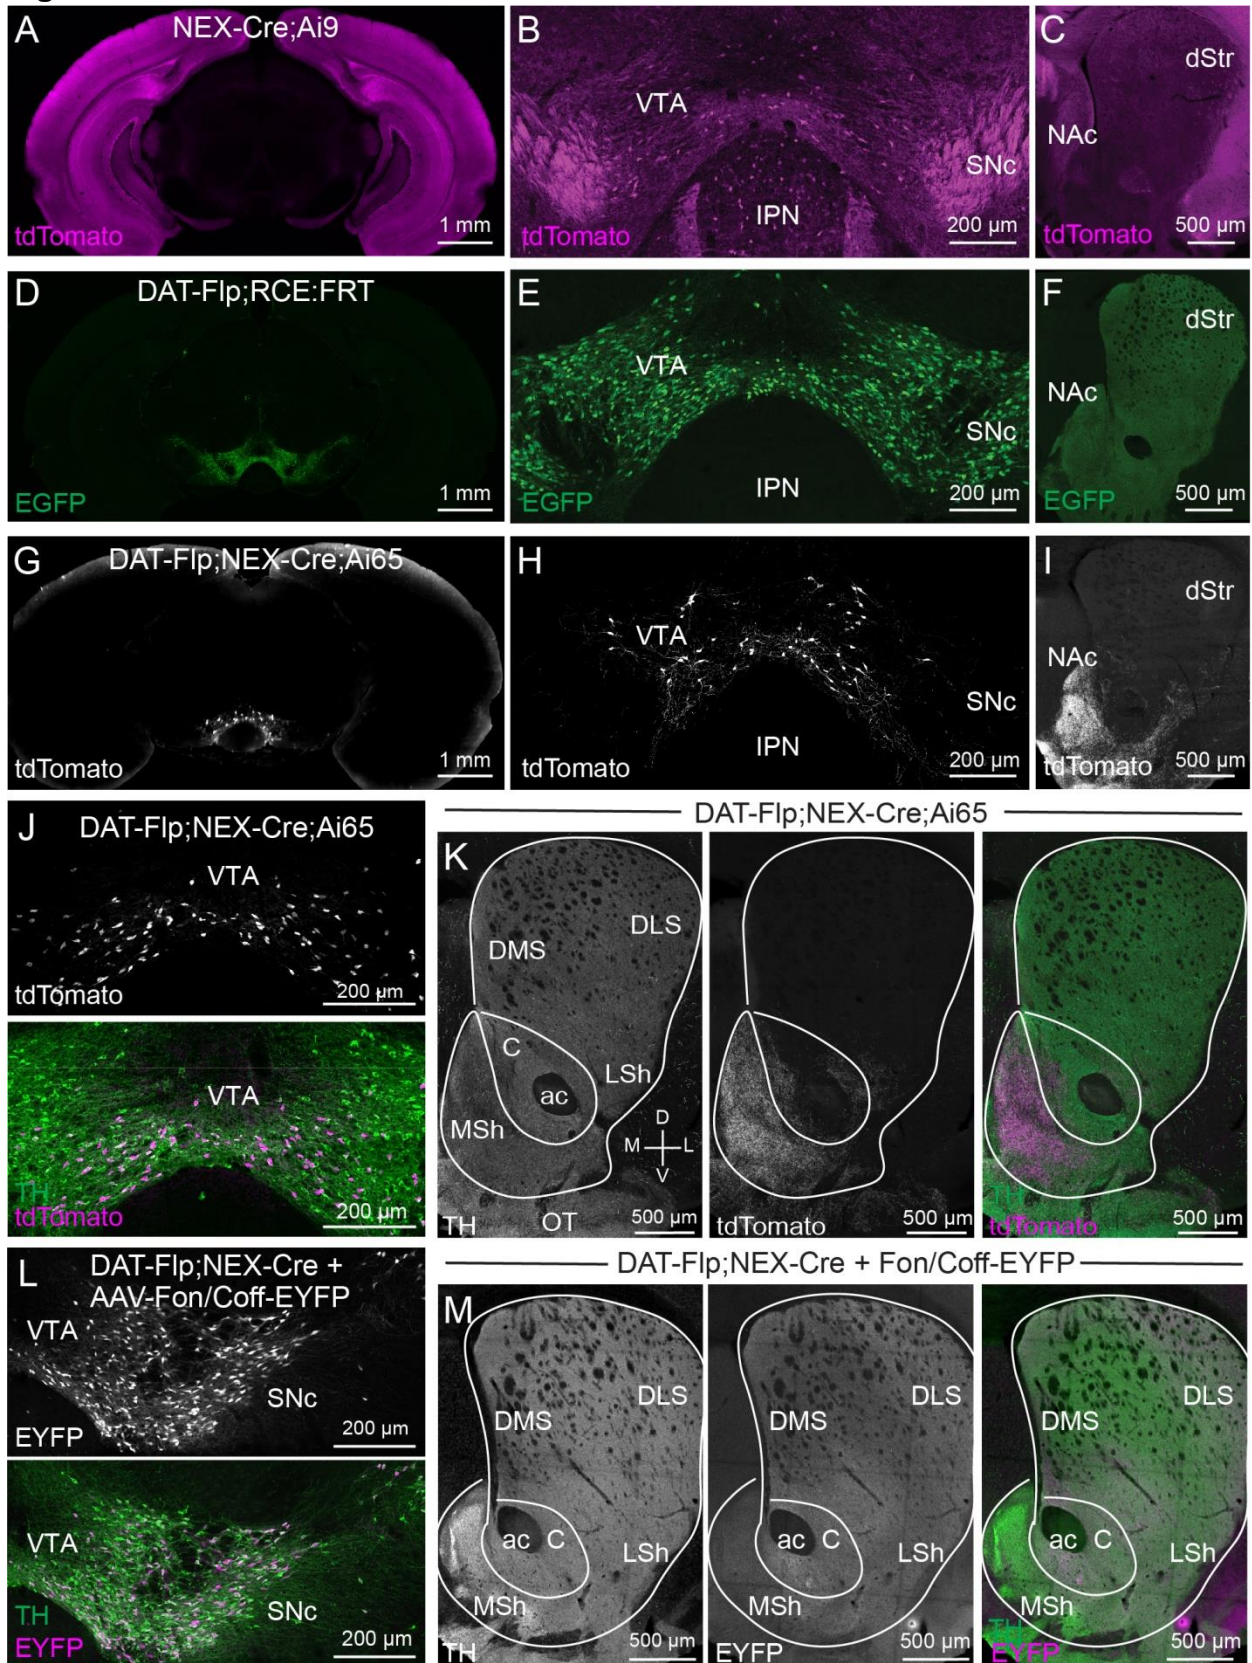 A
NEX-Cre;Ai9
tdTomato
1 mm
B
VTA
SNc
IPN
200 µm
C
dStr
NAc
tdTomato
500 µm
D
DAT-Flp;RCE:FRT
EGFP
1 mm
E
VTA
SNc
IPN
EGFP
200 µm
F
dStr
NAc
EGFP
500 µm
G
DAT-Flp;NEX-Cre;Ai65
tdTomato
1 mm
H
VTA
SNc
IPN
tdTomato
200 µm
I
dStr
NAc
tdTomato
500 µm
J
DAT-Flp;NEX-Cre;Ai65
VTA
tdTomato
200 µm
VTA
TH
tdTomato
200 µm
DAT-Flp;NEX-Cre;Ai65
K
DLS
DMS
C
LSh
ac
MSh
D
M
L
V
OT
TH
500 µm
tdTomato
500 µm
TH
tdTomato
500 µm
L
DAT-Flp;NEX-Cre +
AAV-Fon/Coff-EYFP
VTA
SNc
EYFP
200 µm
VTA
SNc
TH
EYFP
200 µm
DAT-Flp;NEX-Cre + Fon/Coff-EYFP
M
DLS
DMS
ac
C
LSh
MSh
TH
500 µm
DLS
DMS
ac
C
LSh
MSh
EYFP
500 µm
DLS
DMS
ac
C
LSh
MSh
TH
EYFP
500 µm